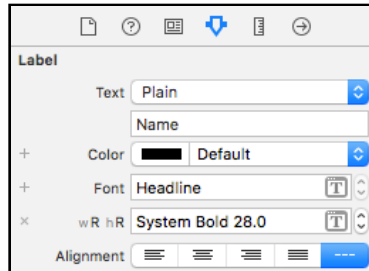 Label
Text Plain
Name
+ Color Default
+ Font Headline T
× wR hR System Bold 28.0 T
Alignment ---